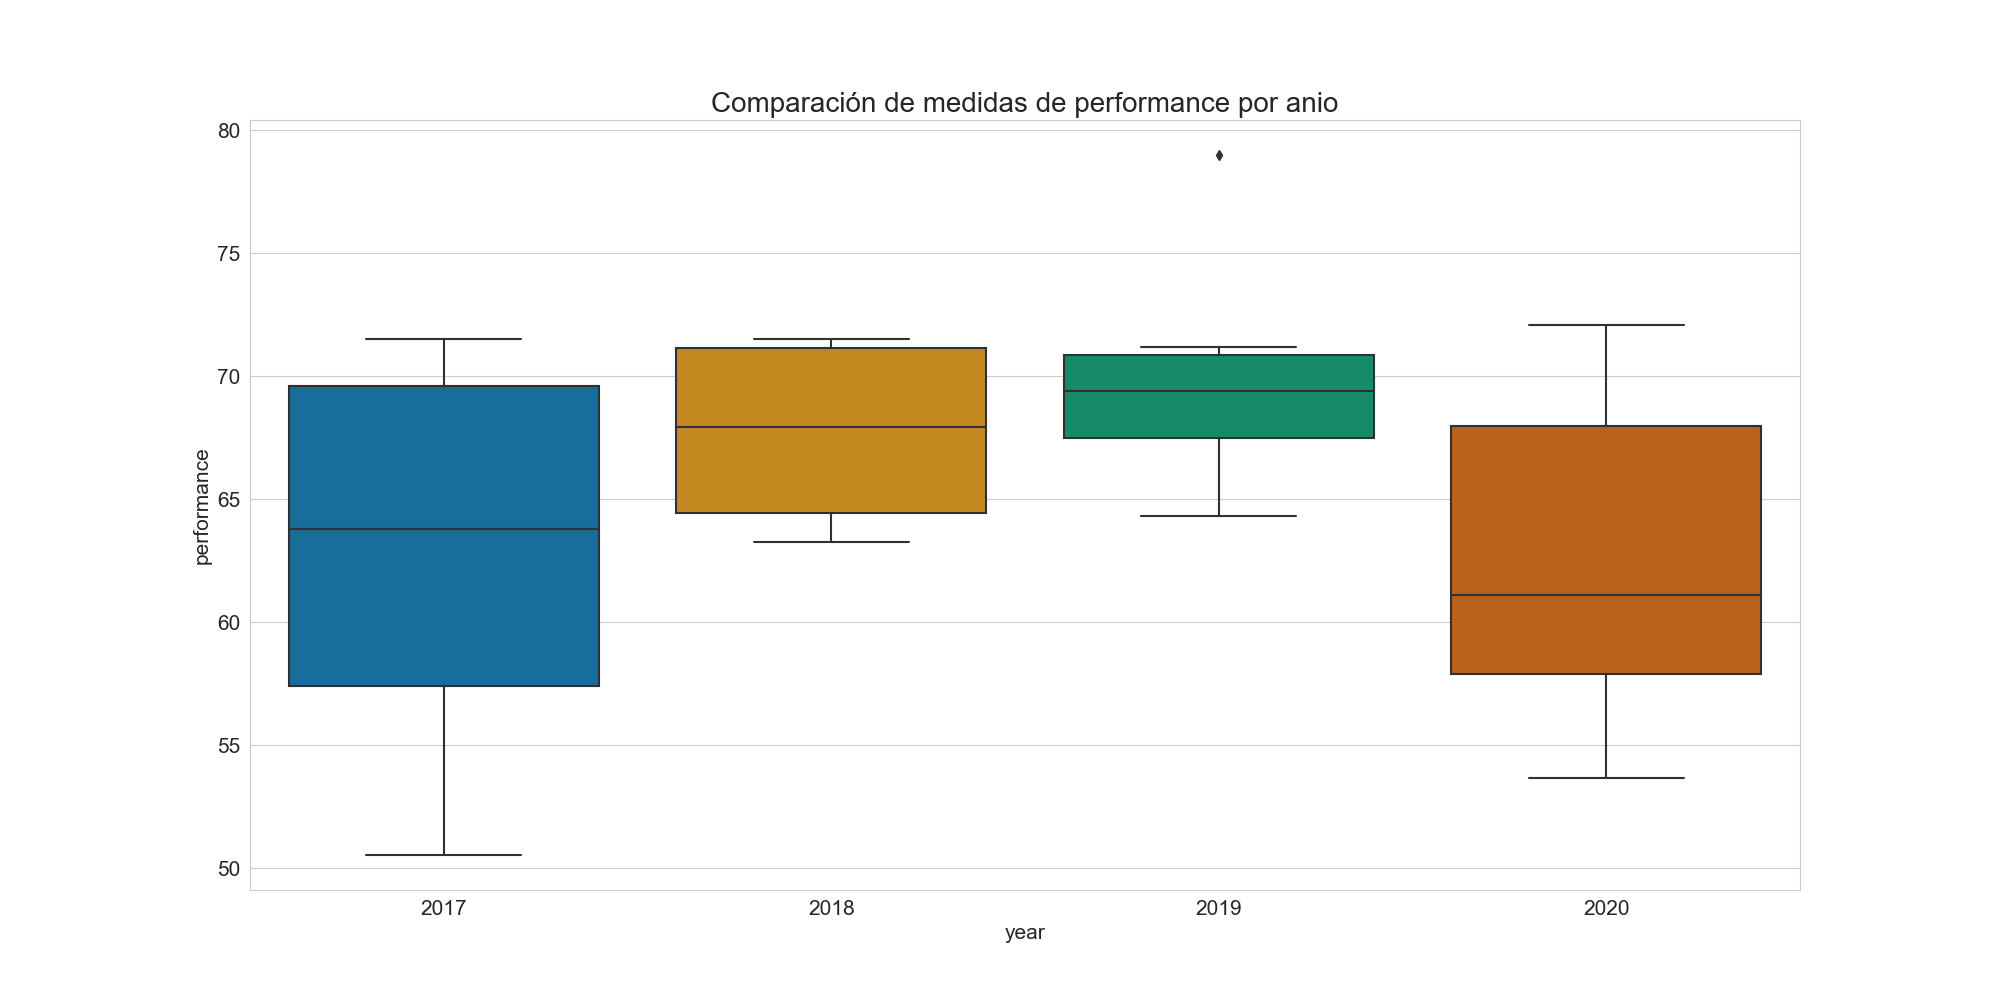 Comparación de medidas de performance por anio
80
75
70
65
60
55
50
performance
2017 2018 2019 2020
year